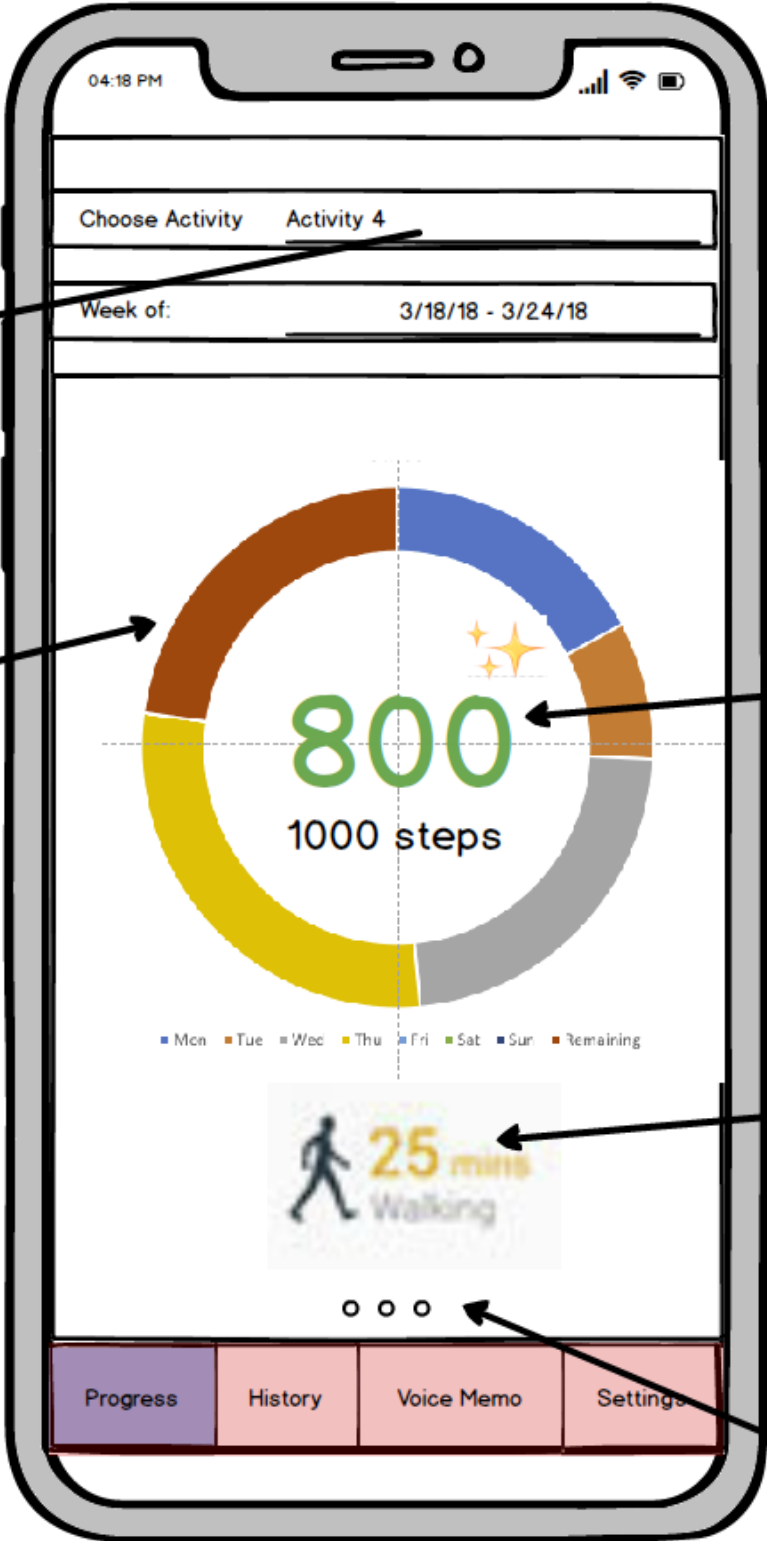 04:18 PM
Choose Activity Activity 4
Week of: 3/18/18 - 3/24/18
800
1000 steps
Mon Tue Wed Thu Fri Sat Sun Remaining
25 mins
Walking
Progress History Voice Memo Settings